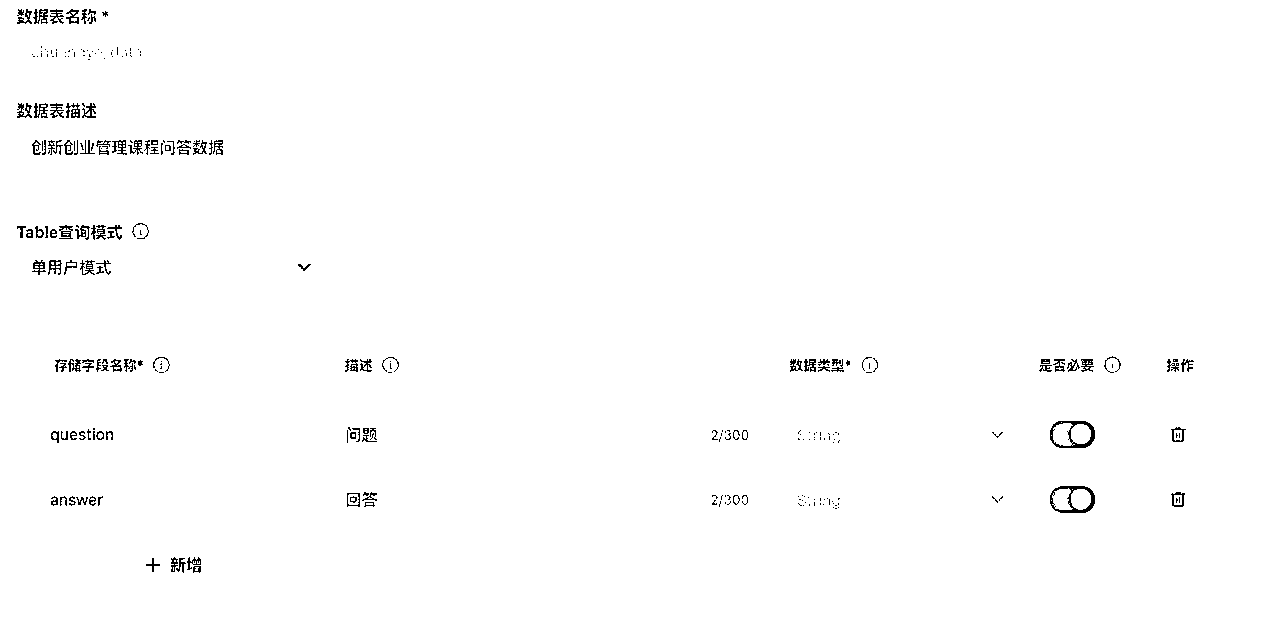 数据表名称 *
数据表描述
创新创业管理课程问答数据
Table查询模式
单用户模式
存储字段名称* 描述 数据类型* 是否必要 操作
question 问题 2/300 String
answer 回答 2/300 String
+ 新增